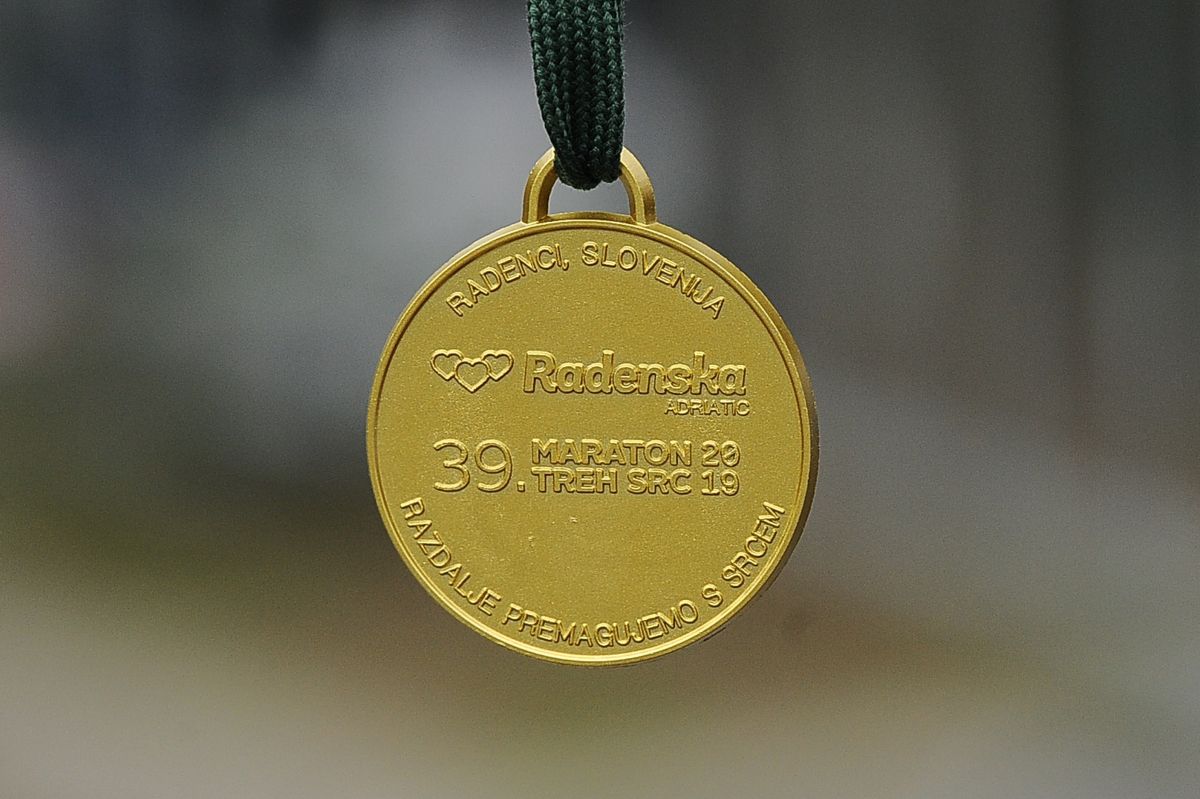 RADENCI, SLOVENIJA
Radenska
ADRIATIC
39. MARATON 20
TREH SRC 19
RAZDALJE PREMAGUJEMO S SRCEM